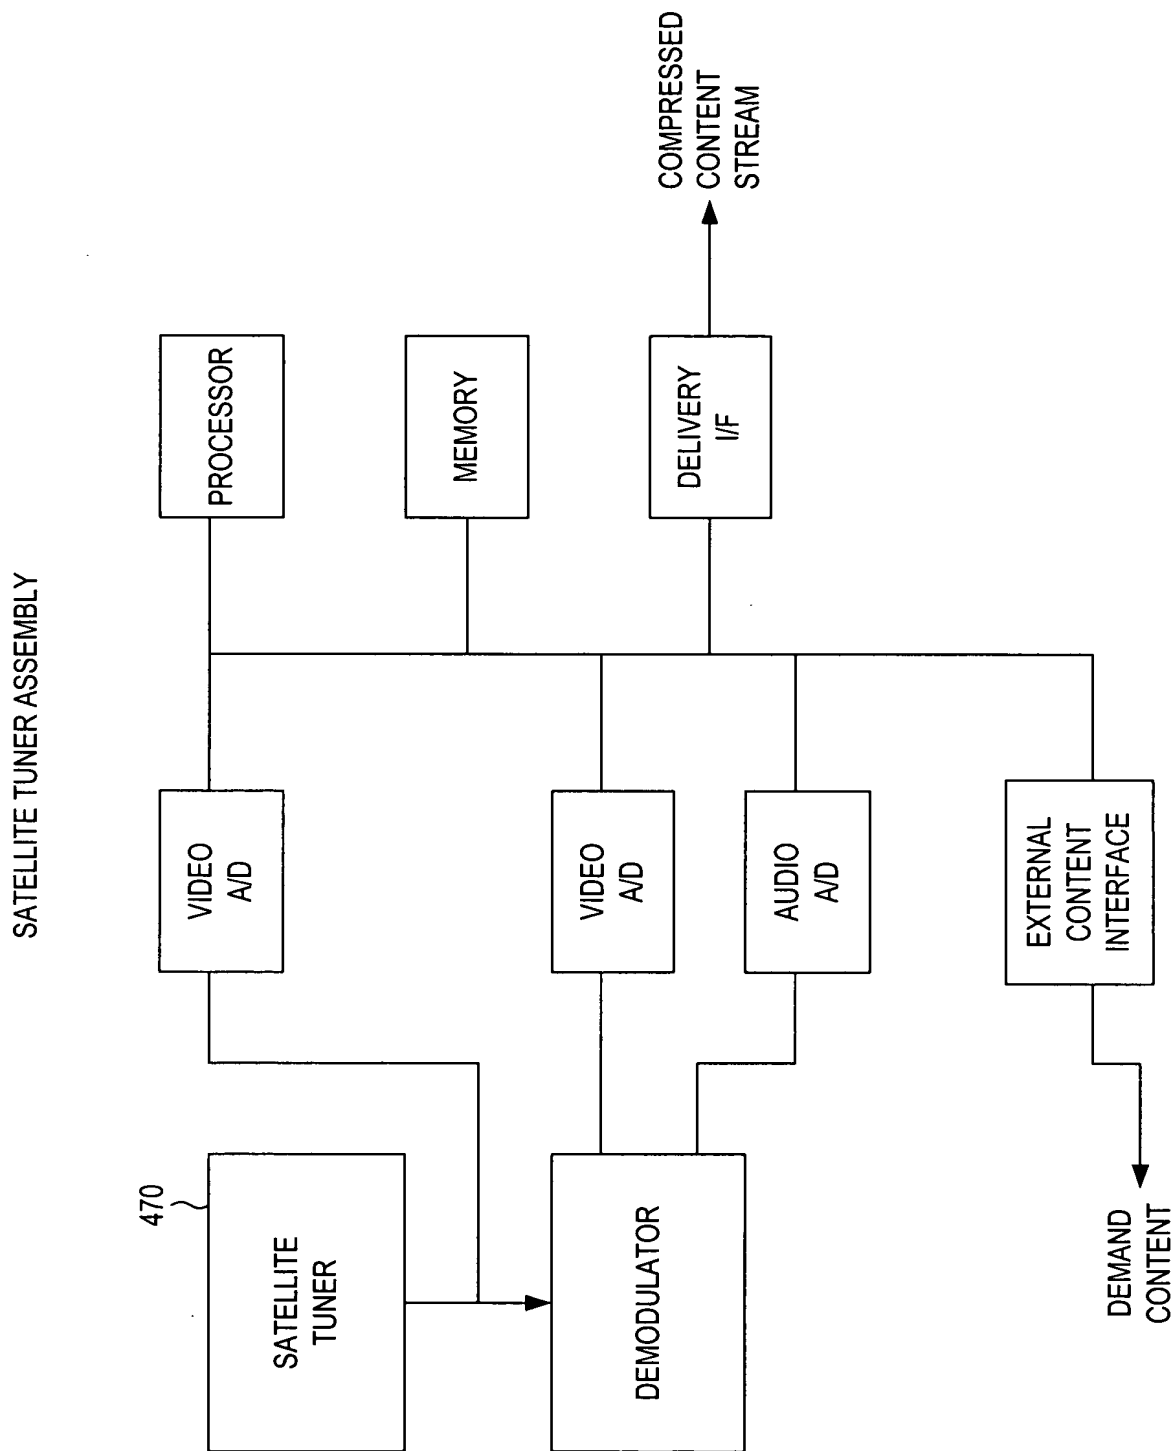 SATELLITE TUNER ASSEMBLY
470
SATELLITE
TUNER
VIDEO
A/D
PROCESSOR
MEMORY
DEMODULATOR
VIDEO
A/D
AUDIO
A/D
DELIVERY
I/F
COMPRESSED
CONTENT
STREAM
EXTERNAL
CONTENT
INTERFACE
DEMAND
CONTENT